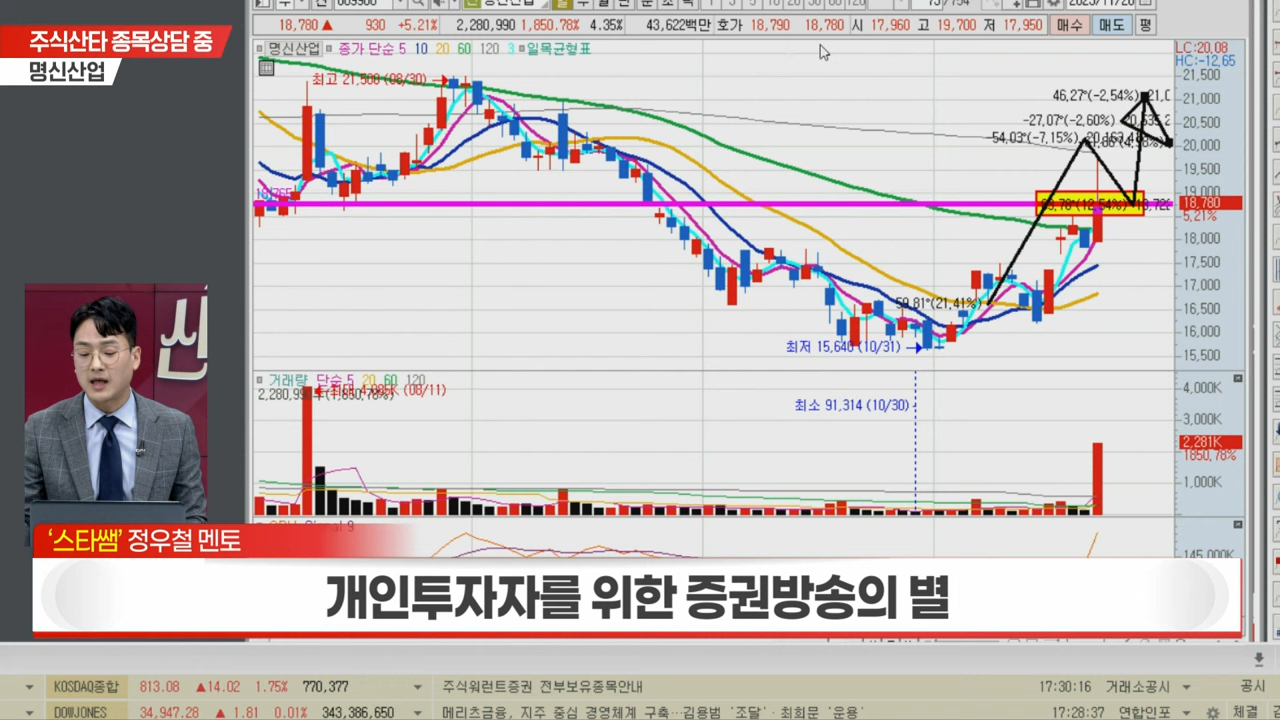 주식산타 종목상담 중
명신산업
18,780 ▲ 930 +5.21% 2,280,990 1,850.78% 4.35% 43,622백만 호가 18,790 18,780 시 17,960 고 19,700 저 17,950 매수 매도 평
명신산업 종가 단순 5 10 20 60 120 3 일목균형표
LC:20.08
HC:-12,65
최고 21,500 (08/30)
21,500
46,27°(-2,54%)
21,000
-27,07°(-2,60%)
20,500
-54,03°(-7,15%)
20,000
19,500
19,000
18,765
18,780
5,21%
18,000
17,500
17,000
59,81°(21,41%)
16,500
16,000
최저 15,640 (10/31)
15,500
거래량 단순 5 20 60 120
4,000K
최소 91,314 (10/30)
3,000K
2,281K
1850,78%
1,000K
145,000K
'스타쌤' 정우철 멘토
개인투자자를 위한 증권방송의 별
KOSDAQ종합 813.08 ▲14.02 1.75% 770,377 주식워런트증권 전부보유종목안내 17:30:16 거래소공시 공시
DOWJONES 34,947.28 ▲ 1.81 0.01% 343,386,650 메리츠금융, 지주 중심 경영체계 구축…김용범 '조달'·최희문 '운용' 17:28:37 연합인포 체결